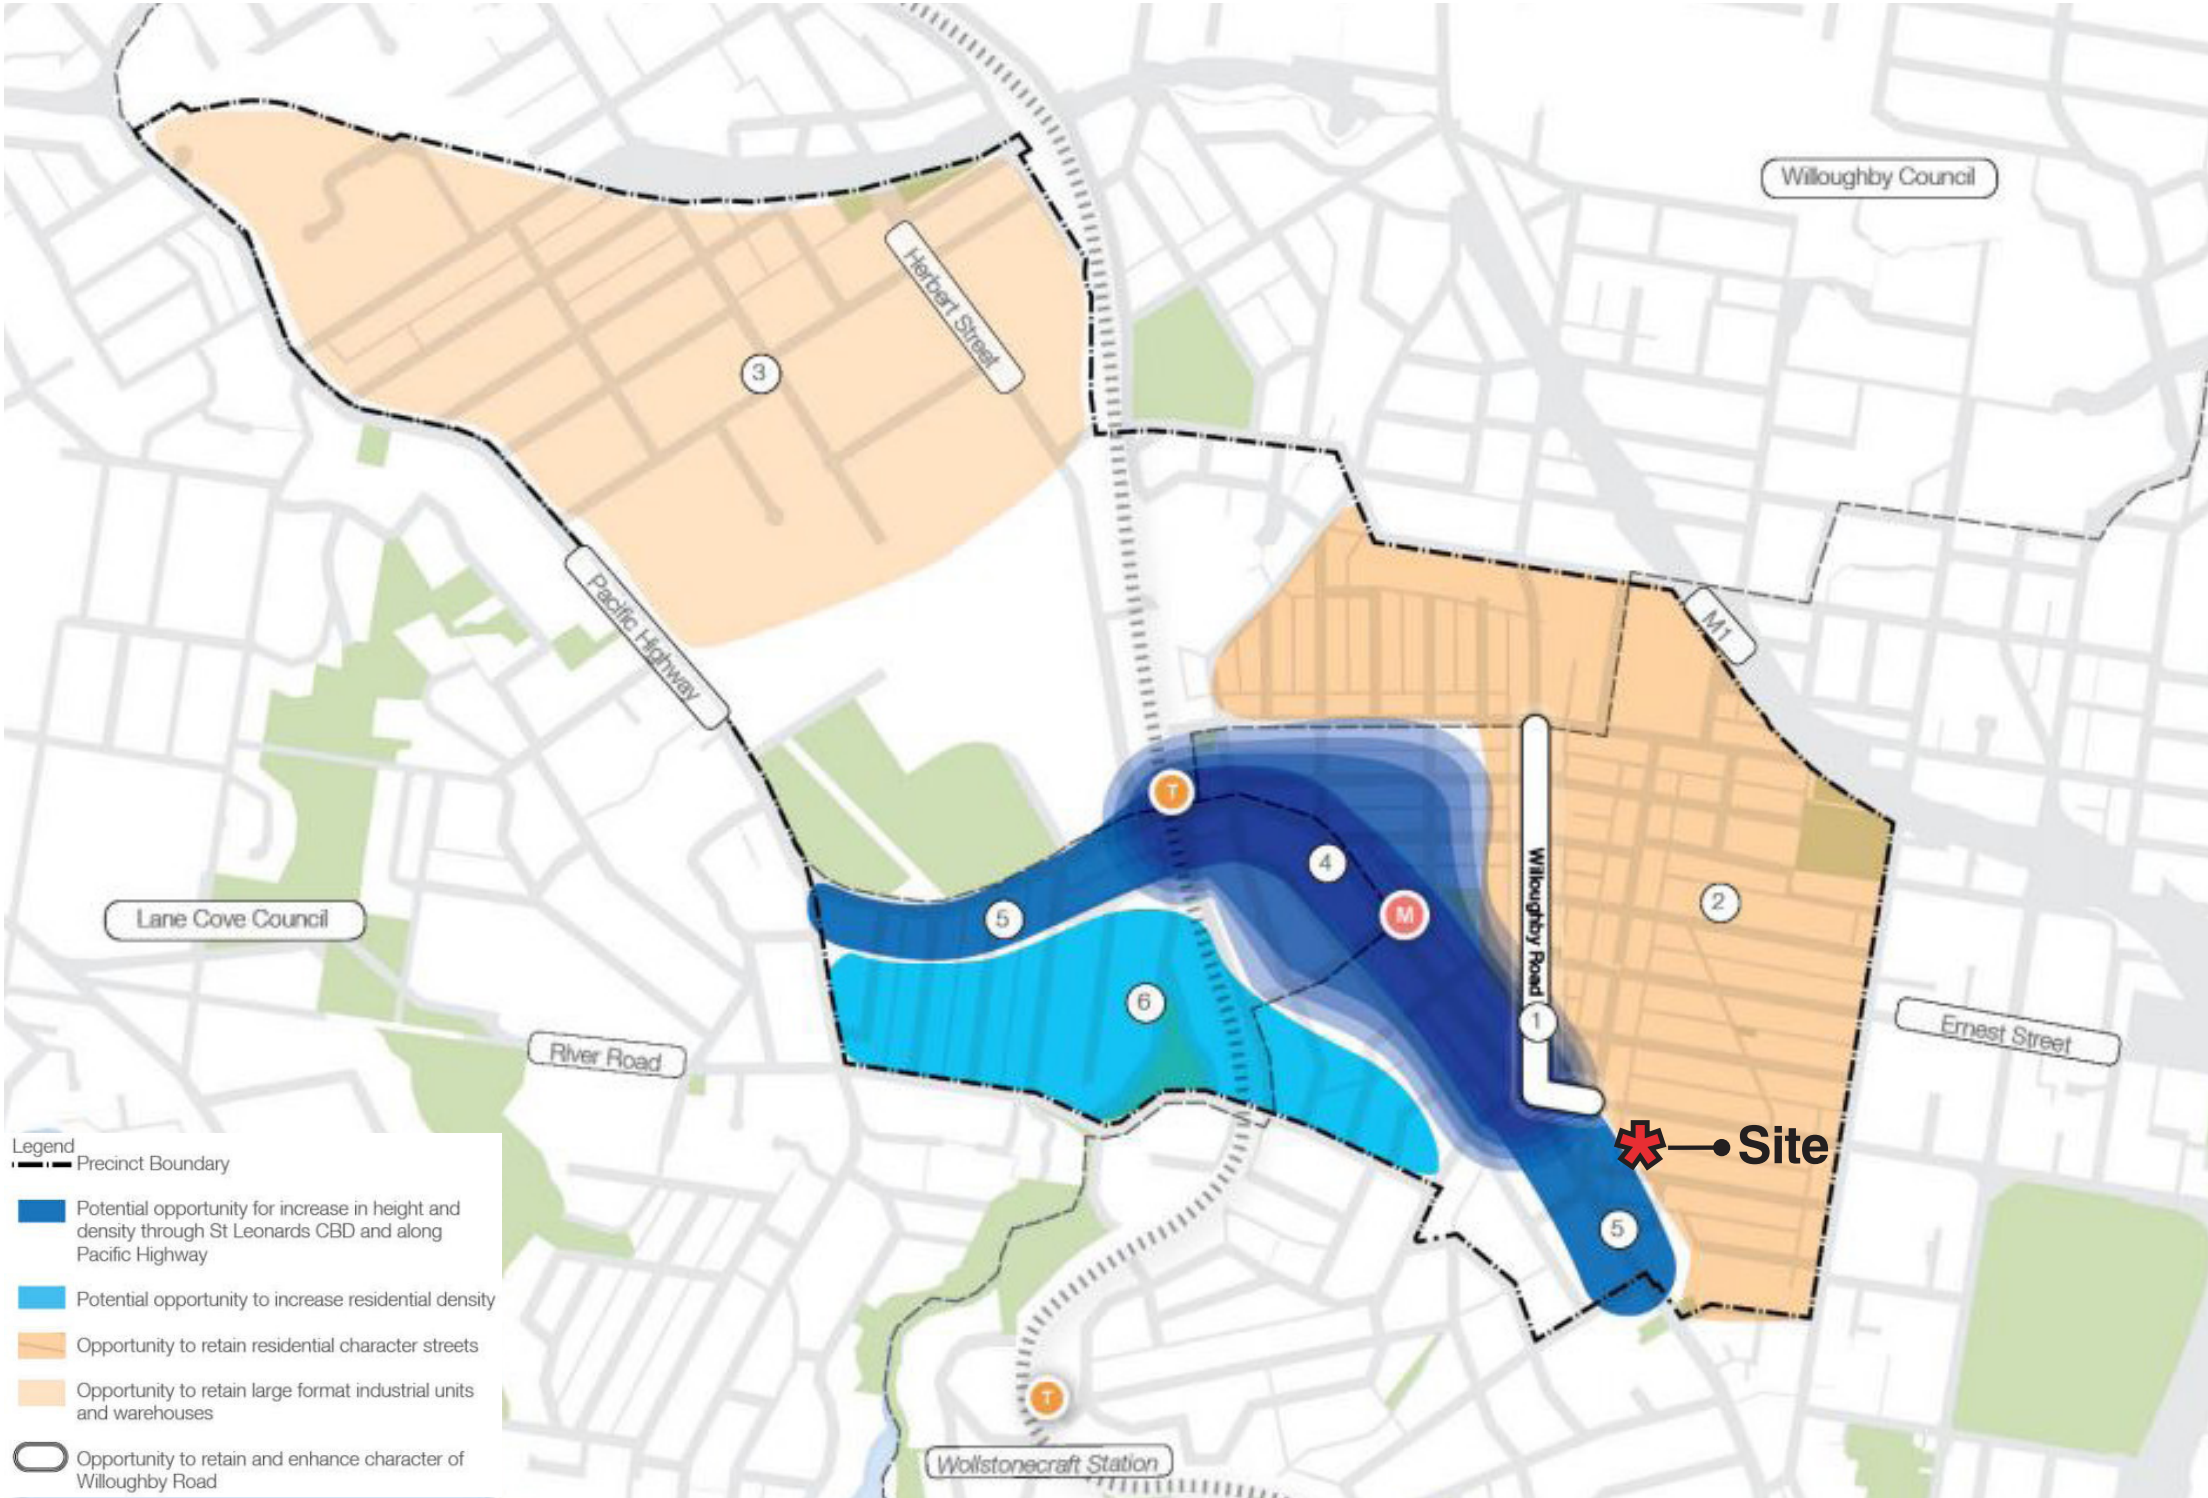 Willoughby Council
Herbert Street
3
Pacific Highway
M1
T
4
Willoughby Road
2
5
M
Lane Cove Council
6
1
Ernest Street
River Road
Site
5
T
Wollstonecraft Station
Legend
Precinct Boundary
Potential opportunity for increase in height and
density through St Leonards CBD and along
Pacific Highway
Potential opportunity to increase residential density
Opportunity to retain residential character streets
Opportunity to retain large format industrial units
and warehouses
Opportunity to retain and enhance character of
Willoughby Road